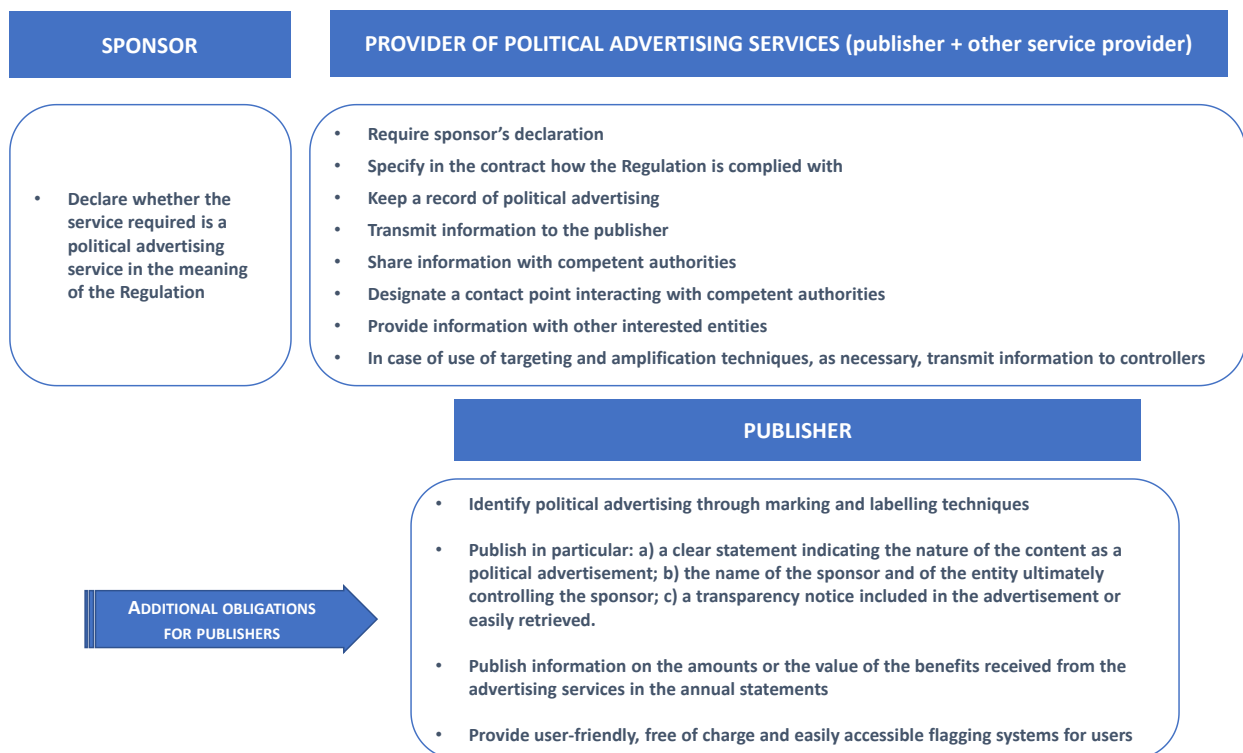 SPONSOR
PROVIDER OF POLITICAL ADVERTISING SERVICES (publisher + other service provider)
• Declare whether the
service required is a
political advertising
service in the meaning
of the Regulation
• Require sponsor's declaration
• Specify in the contract how the Regulation is complied with
• Keep a record of political advertising
• Transmit information to the publisher
• Share information with competent authorities
• Designate a contact point interacting with competent authorities
• Provide information with other interested entities
• In case of use of targeting and amplification techniques, as necessary, transmit information to controllers
PUBLISHER
ADDITIONAL OBLIGATIONS
FOR PUBLISHERS
• Identify political advertising through marking and labelling techniques
• Publish in particular: a) a clear statement indicating the nature of the content as a
political advertisement; b) the name of the sponsor and of the entity ultimately
controlling the sponsor; c) a transparency notice included in the advertisement or
easily retrieved.
• Publish information on the amounts or the value of the benefits received from the
advertising services in the annual statements
• Provide user-friendly, free of charge and easily accessible flagging systems for users